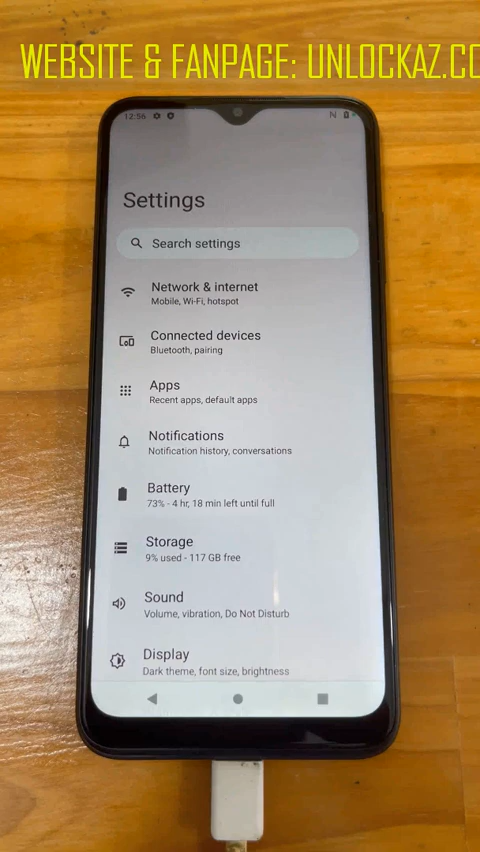 WEBSITE & FANPAGE: UNLOCKAZ.CO
12:56
Settings
Search settings
Network & internet
Mobile, Wi-Fi, hotspot
Connected devices
Bluetooth, pairing
Apps
Recent apps, default apps
Notifications
Notification history, conversations
Battery
73% - 4 hr, 18 min left until full
Storage
9% used - 117 GB free
Sound
Volume, vibration, Do Not Disturb
Display
Dark theme, font size, brightness